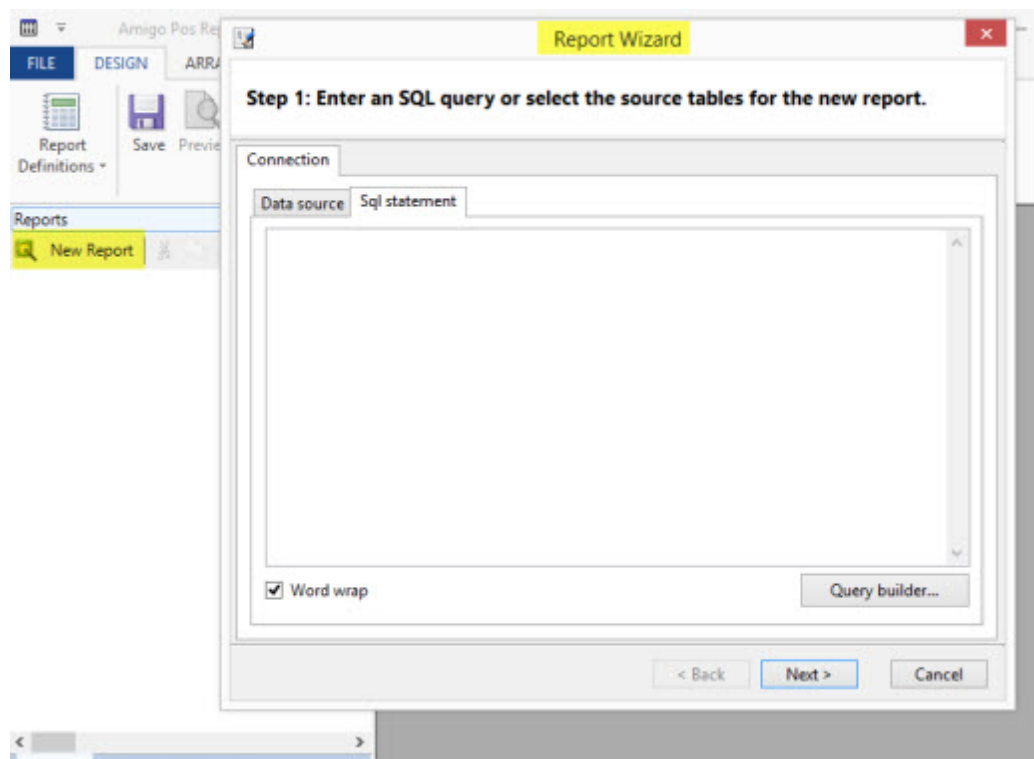 Amigo Pos Re
Report Wizard
FILE DESIGN ARRA
Step 1: Enter an SQL query or select the source tables for the new report.
Report Definitions
Save
Previe
Connection
Data source
Sql statement
Reports
New Report
Word wrap
Query builder...
< Back
Next >
Cancel